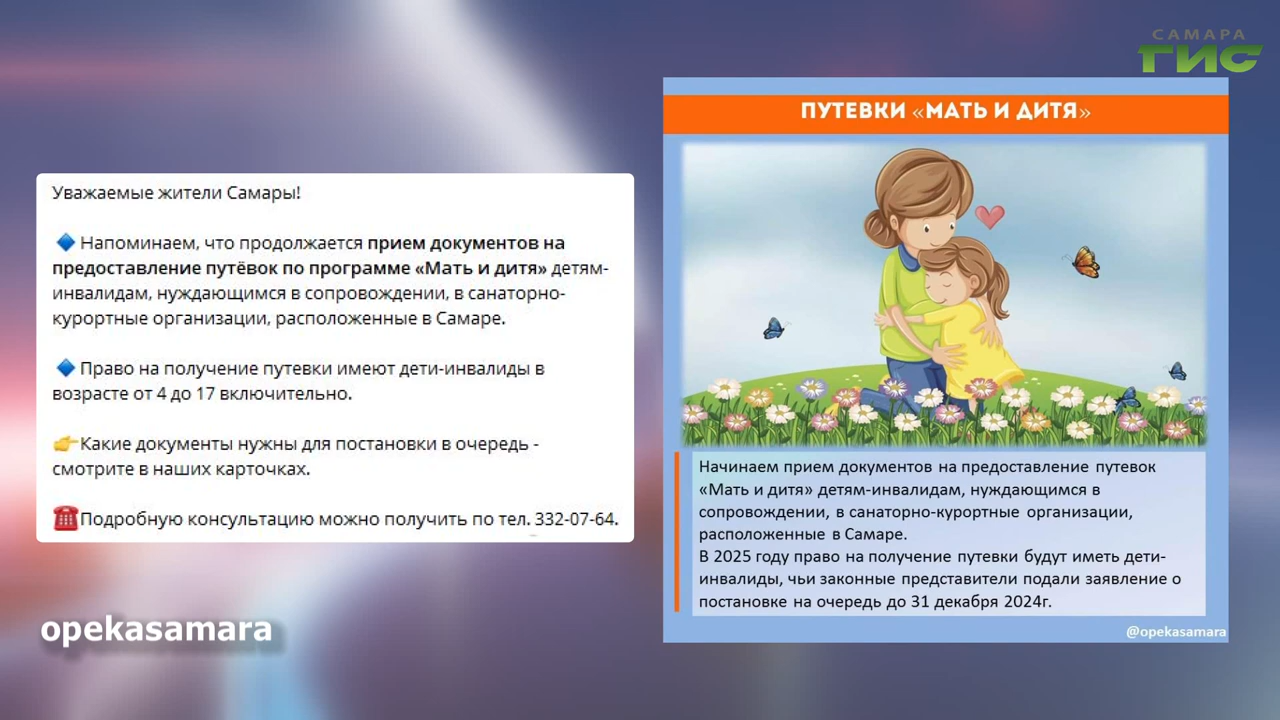 САМАРА
ГИС
Уважаемые жители Самары!
🔷 Напоминаем, что продолжается прием документов на
предоставление путёвок по программе «Мать и дитя» детям-
инвалидам, нуждающимся в сопровождении, в санаторно-
курортные организации, расположенные в Самаре.
🔷 Право на получение путевки имеют дети-инвалиды в
возрасте от 4 до 17 включительно.
👉Какие документы нужны для постановки в очередь -
смотрите в наших карточках.
☎Подробную консультацию можно получить по тел. 332-07-64.
opekasamara
ПУТЕВКИ «МАТЬ И ДИТЯ»
Начинаем прием документов на предоставление путевок
«Мать и дитя» детям-инвалидам, нуждающимся в
сопровождении, в санаторно-курортные организации,
расположенные в Самаре.
В 2025 году право на получение путевки будут иметь дети-
инвалиды, чьи законные представители подали заявление о
постановке на очередь до 31 декабря 2024г.
@opekasamara